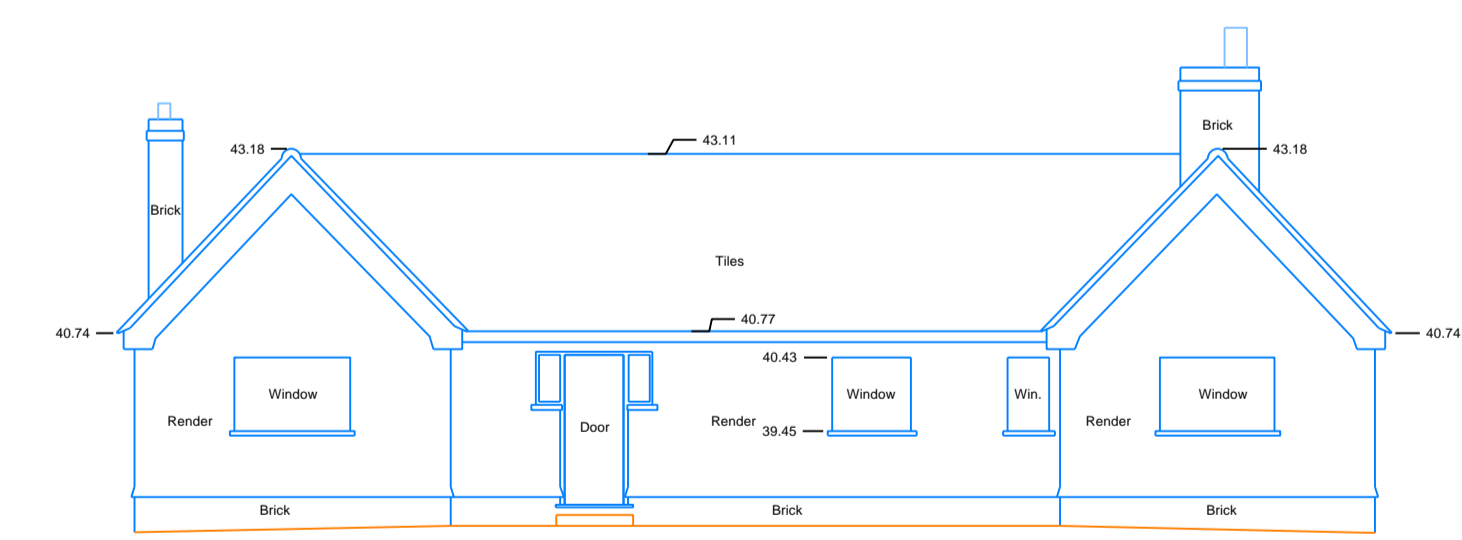 Brick
43.11
43.18
43.18
Brick
Tiles
40.77
40.74
40.74
40.43
Window
Window
Win.
Window
Render
Door
Render
39.45
Render
Brick
Brick
Brick